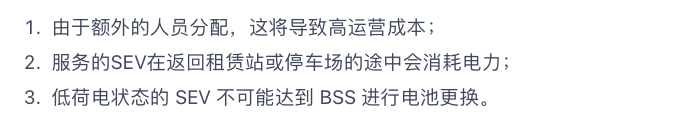 1. 由于额外的人员分配，这将导致高运营成本；
2. 服务的SEV在返回租赁站或停车场的途中会消耗电力；
3. 低荷电状态的 SEV 不可能达到 BSS 进行电池更换。